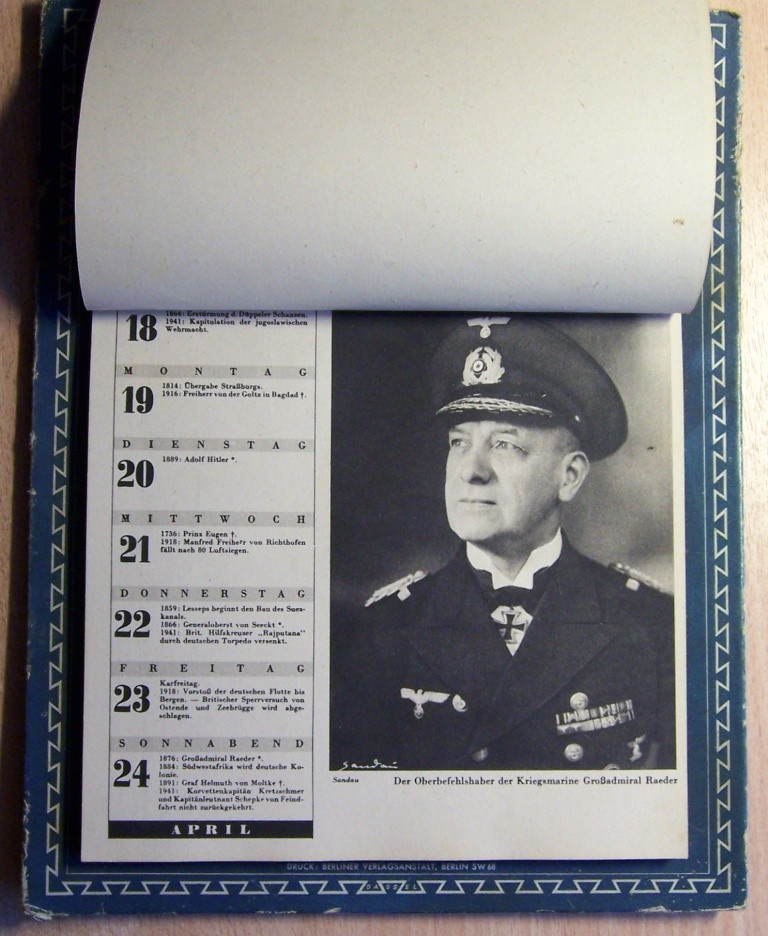 18
1864: Erstürmung d. Düppeler Schanzen.
1941: Kapitulation der jugoslawischen
Wehrmacht.
MONTAG
19
1814: Übergabe Straßburgs.
1916: Freiherr von der Goltz in Bagdad †.
DIENSTAG
20
1889: Adolf Hitler *.
MITTWOCH
21
1736: Prinz Eugen †.
1918: Manfred Freiherr von Richthofen
fällt nach 80 Luftsiegen.
DONNERSTAG
22
1859: Lesseps beginnt den Bau des Sues-
kanals.
1866: Generaloberst von Seeckt *.
1941: Brit. Hilfskreuzer „Rajputana"
durch deutschen Torpedo versenkt.
FREITAG
23
Karfreitag.
1918: Vorstoß der deutschen Flotte bis
Bergen. — Britischer Sperrversuch von
Ostende und Zeebrügge wird abge-
schlagen.
SONNABEND
24
1876: Großadmiral Raeder *.
1884: Südwestafrika wird deutsche Ko-
lonie.
1891: Graf Helmuth von Moltke †.
1941: Korvettenkapitän Kretschmer
und Kapitänleutnant Schepke von Feind-
fahrt nicht zurückgekehrt.
APRIL
Sandau
Sandau
Der Oberbefehlshaber der Kriegsmarine Großadmiral Raeder
DRUCK: BERLINER VERLAGSANSTALT, BERLIN SW 68